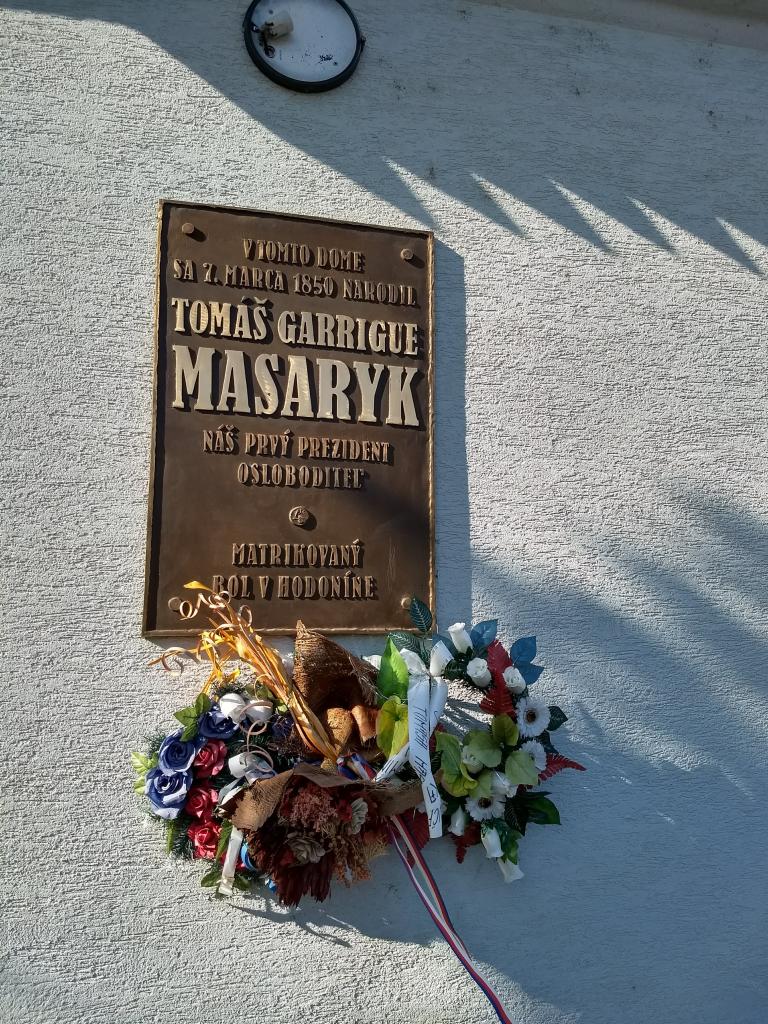 V TOMTO DOME
SA 7. MARCA 1850 NARODIL
TOMÁŠ GARRIGUE
MASARYK
NÁŠ PRVÝ PREZIDENT
OSLOBODITEĽ
MATRIKOVANÝ
BOL V HODONÍNE